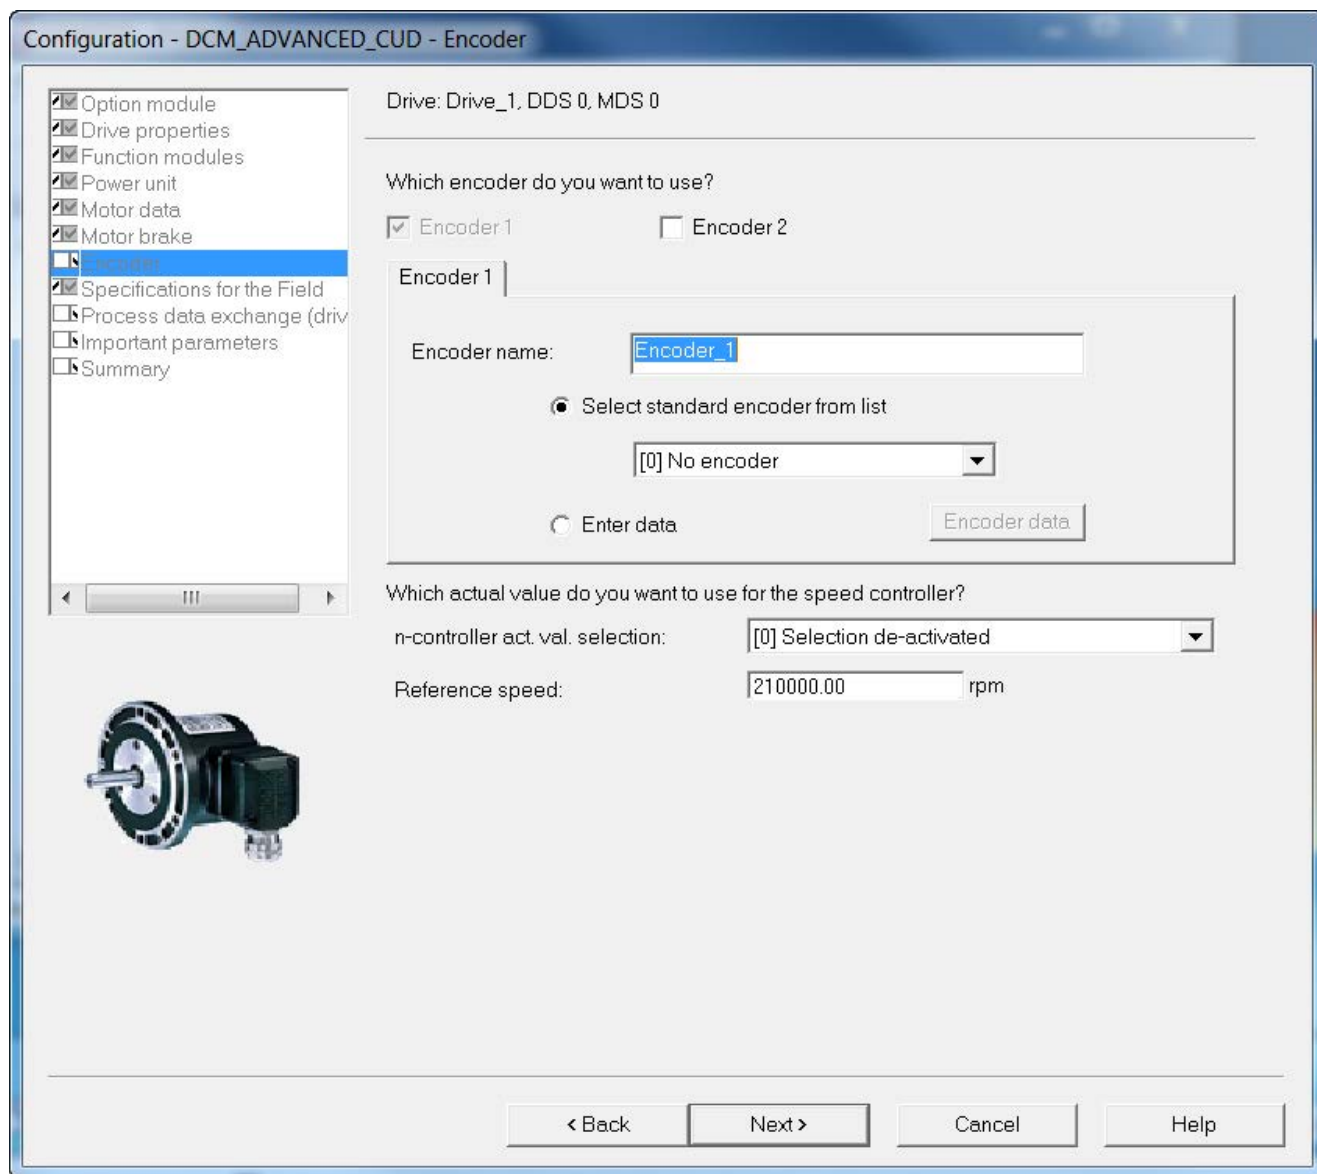 Configuration - DCM_ADVANCED_CUD - Encoder
Option module
Drive properties
Function modules
Power unit
Motor data
Motor brake
Encoder
Specifications for the Field
Process data exchange (driv
Important parameters
Summary
Drive: Drive_1, DDS 0, MDS 0
Which encoder do you want to use?
Encoder 1 Encoder 2
Encoder 1
Encoder name: Encoder_1
Select standard encoder from list
[0] No encoder
Enter data Encoder data
Which actual value do you want to use for the speed controller?
n-controller act. val. selection: [0] Selection de-activated
Reference speed: 210000.00 rpm
< Back Next > Cancel Help